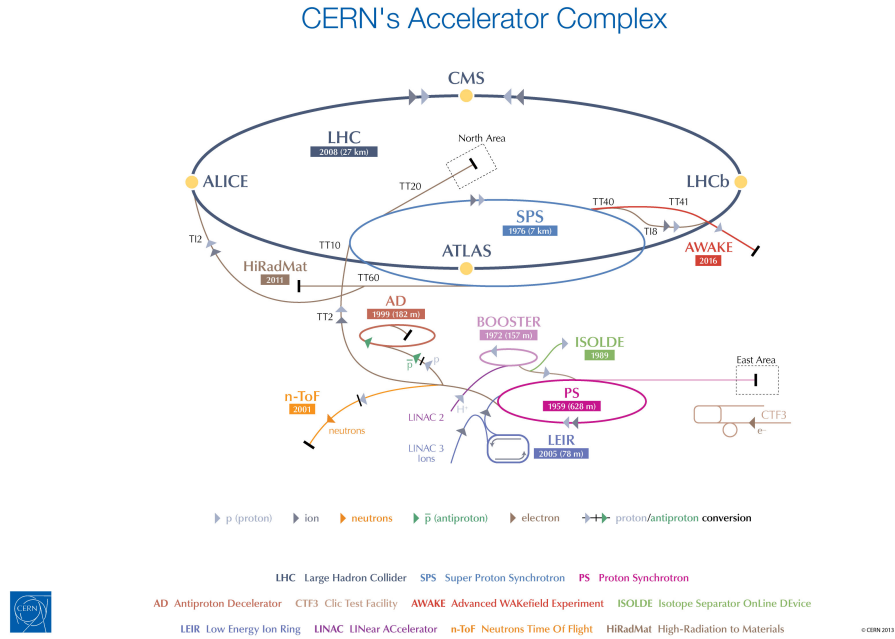 CERN's Accelerator Complex
CMS
LHC
2008 (27 km)
North Area
ALICE
LHCb
TT20
TT40
TT41
SPS
1976 (7 km)
TI2
TT10
TI8
ATLAS
AWAKE
2016
HiRadMat
2011
TT60
AD
1999 (182 m)
TT2
BOOSTER
1972 (157 m)
ISOLDE
1989
p
p̅
East Area
n-ToF
2001
PS
1959 (628 m)
H⁺
LINAC 2
CTF3
neutrons
e⁻
LINAC 3
Ions
LEIR
2005 (78 m)
p (proton)
ion
neutrons
p̅ (antiproton)
electron
proton/antiproton conversion
LHC Large Hadron Collider SPS Super Proton Synchrotron PS Proton Synchrotron
AD Antiproton Decelerator CTF3 Clic Test Facility AWAKE Advanced WAKefield Experiment ISOLDE Isotope Separator OnLine DEvice
LEIR Low Energy Ion Ring LINAC LINear ACcelerator n-ToF Neutrons Time Of Flight HiRadMat High-Radiation to Materials
CERN
© CERN 2013